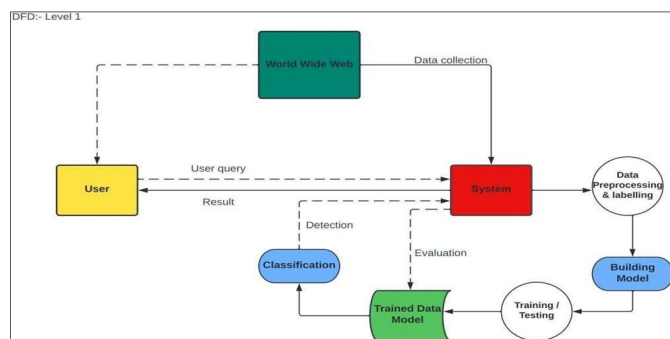 DFD:- Level 1
World Wide Web
Data collection
User query
User
System
Data
Preprocessing
& labelling
Result
Detection
Evaluation
Classification
Building
Model
Trained Data
Model
Training /
Testing